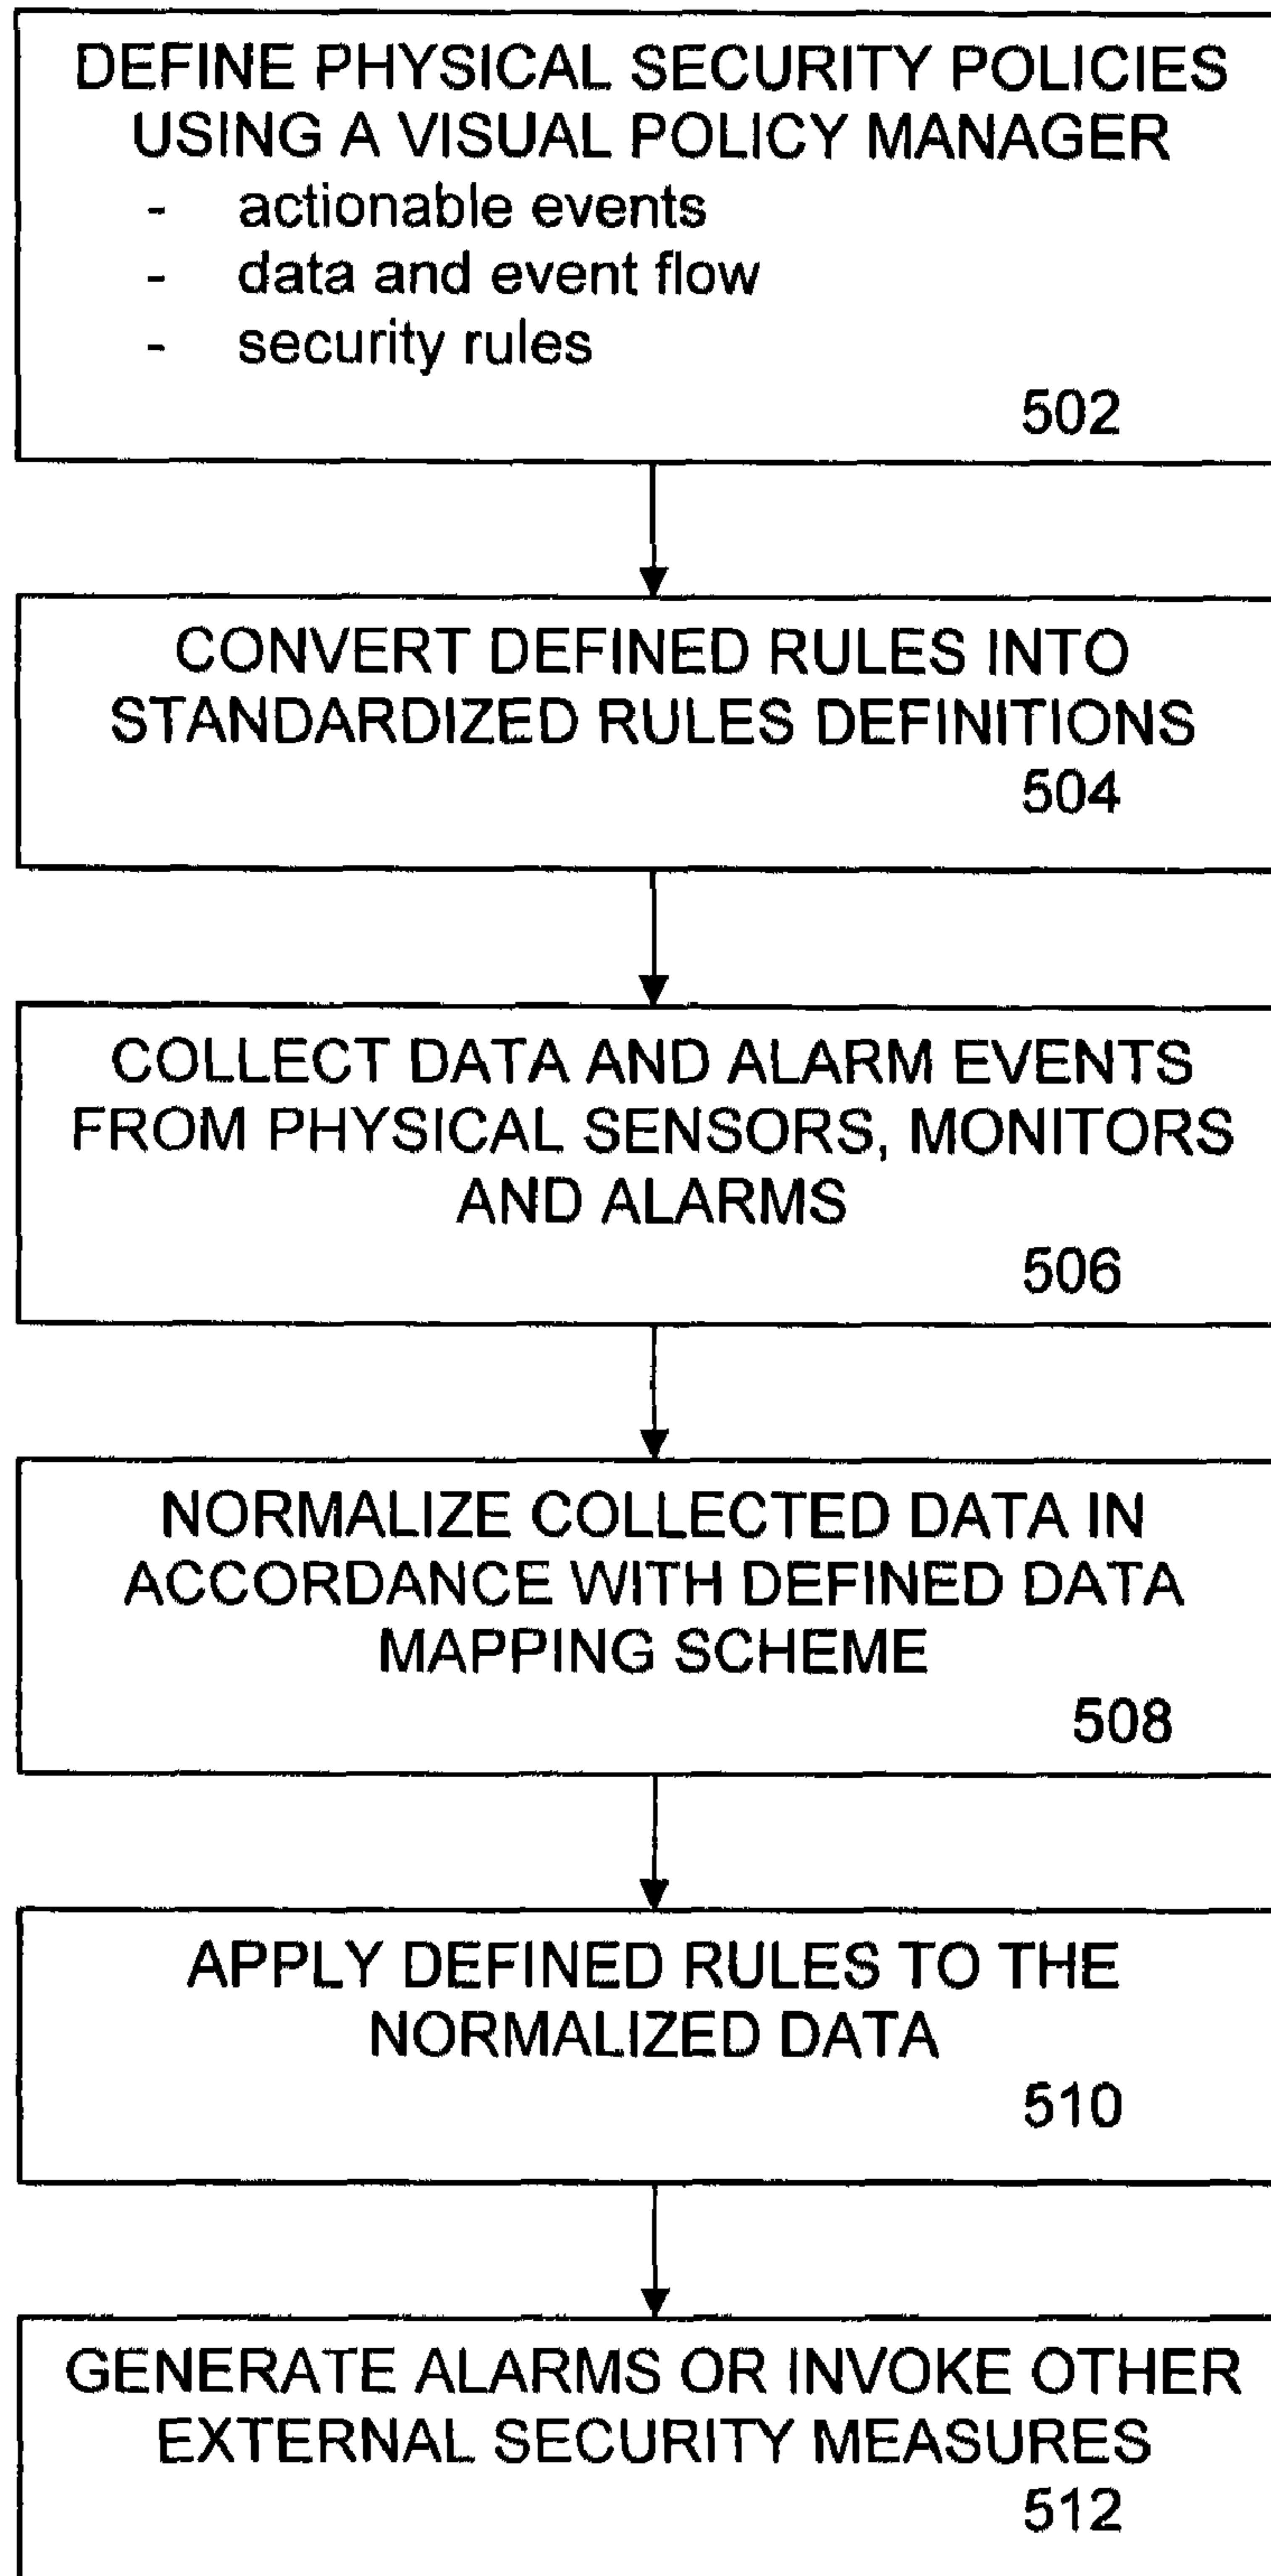 DEFINE PHYSICAL SECURITY POLICIES
USING A VISUAL POLICY MANAGER
- actionable events
- data and event flow
- security rules
502
CONVERT DEFINED RULES INTO
STANDARDIZED RULES DEFINITIONS
504
COLLECT DATA AND ALARM EVENTS
FROM PHYSICAL SENSORS, MONITORS
AND ALARMS
506
NORMALIZE COLLECTED DATA IN
ACCORDANCE WITH DEFINED DATA
MAPPING SCHEME
508
APPLY DEFINED RULES TO THE
NORMALIZED DATA
510
GENERATE ALARMS OR INVOKE OTHER
EXTERNAL SECURITY MEASURES
512